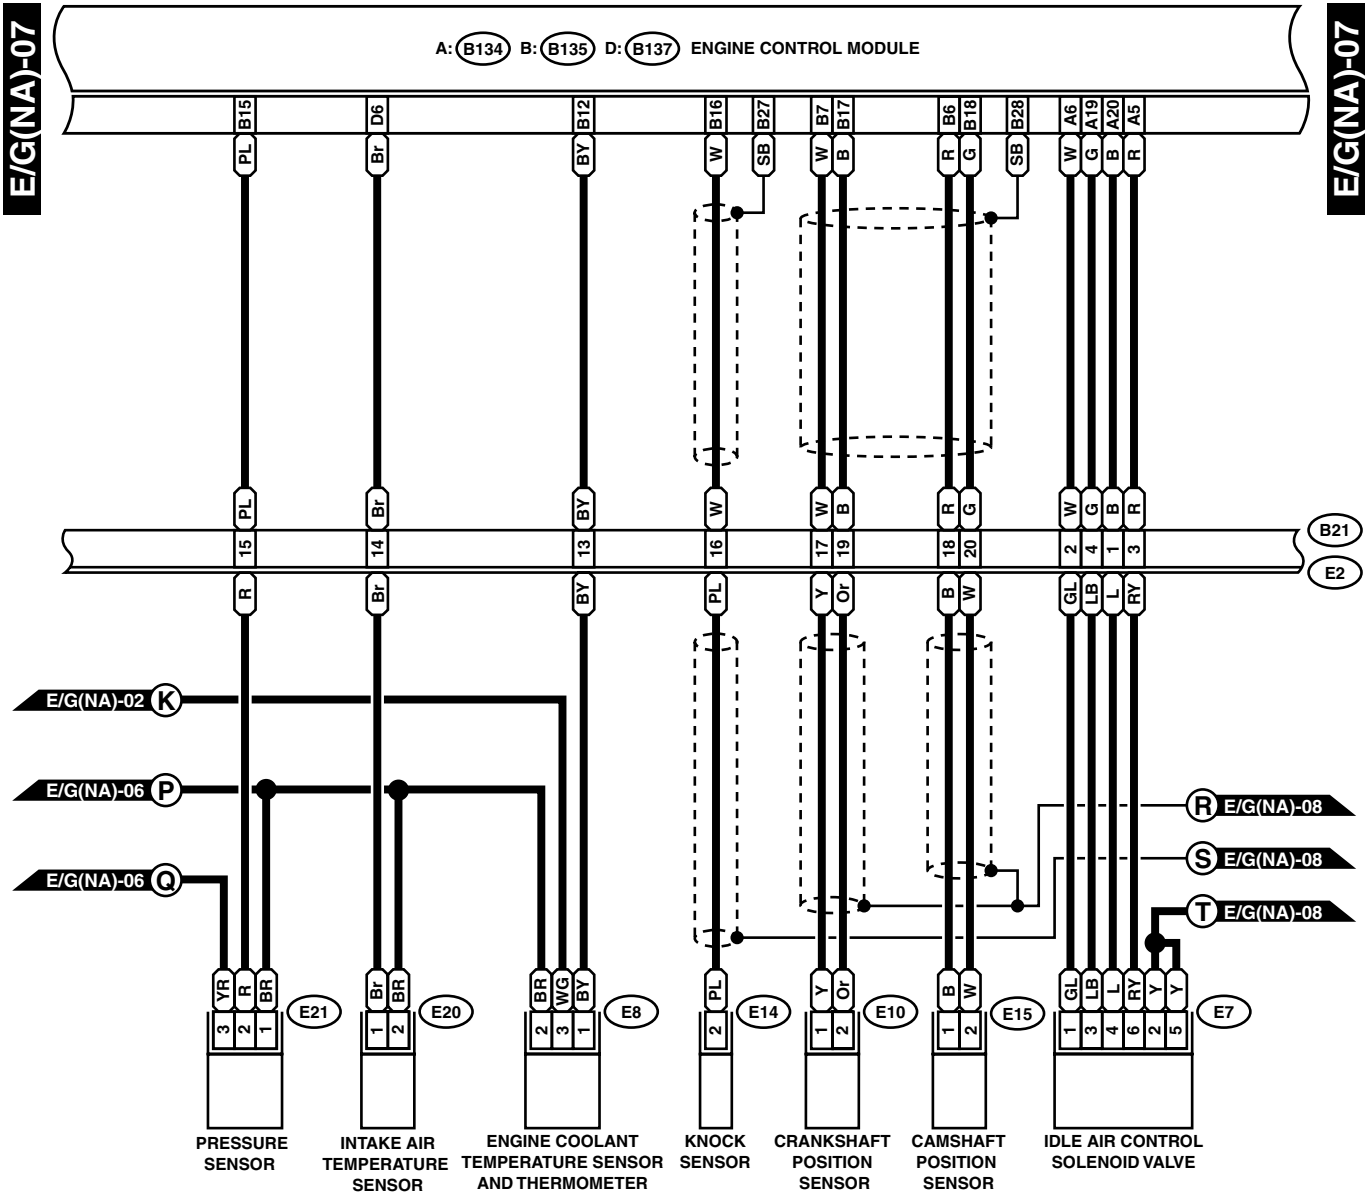 E/G(NA)-07
E/G(NA)-07
A: B134 B: B135 D: B137 ENGINE CONTROL MODULE
B15 D6 B12 B16 B27 B7 B17 B6 B18 B28 A6 A19 A20 A5
PL Br BY W SB W B R G SB W G B R
PL Br BY W W B R G W G B R
B21
15 14 13 16 17 19 18 20 2 4 1 3
E2
R Br BY PL Y Or B W GL LB L RY
E/G(NA)-02 K
E/G(NA)-06 P
R E/G(NA)-08
S E/G(NA)-08
E/G(NA)-06 Q
T E/G(NA)-08
YR R BR Br BR BR WG BY PL Y Or B W GL LB L RY Y Y
E21 E20 E8 E14 E10 E15 E7
3 2 1 1 2 2 3 1 2 1 2 1 2 1 3 4 6 2 5
PRESSURE
SENSOR
INTAKE AIR
TEMPERATURE
SENSOR
ENGINE COOLANT
TEMPERATURE SENSOR
AND THERMOMETER
KNOCK
SENSOR
CRANKSHAFT
POSITION
SENSOR
CAMSHAFT
POSITION
SENSOR
IDLE AIR CONTROL
SOLENOID VALVE